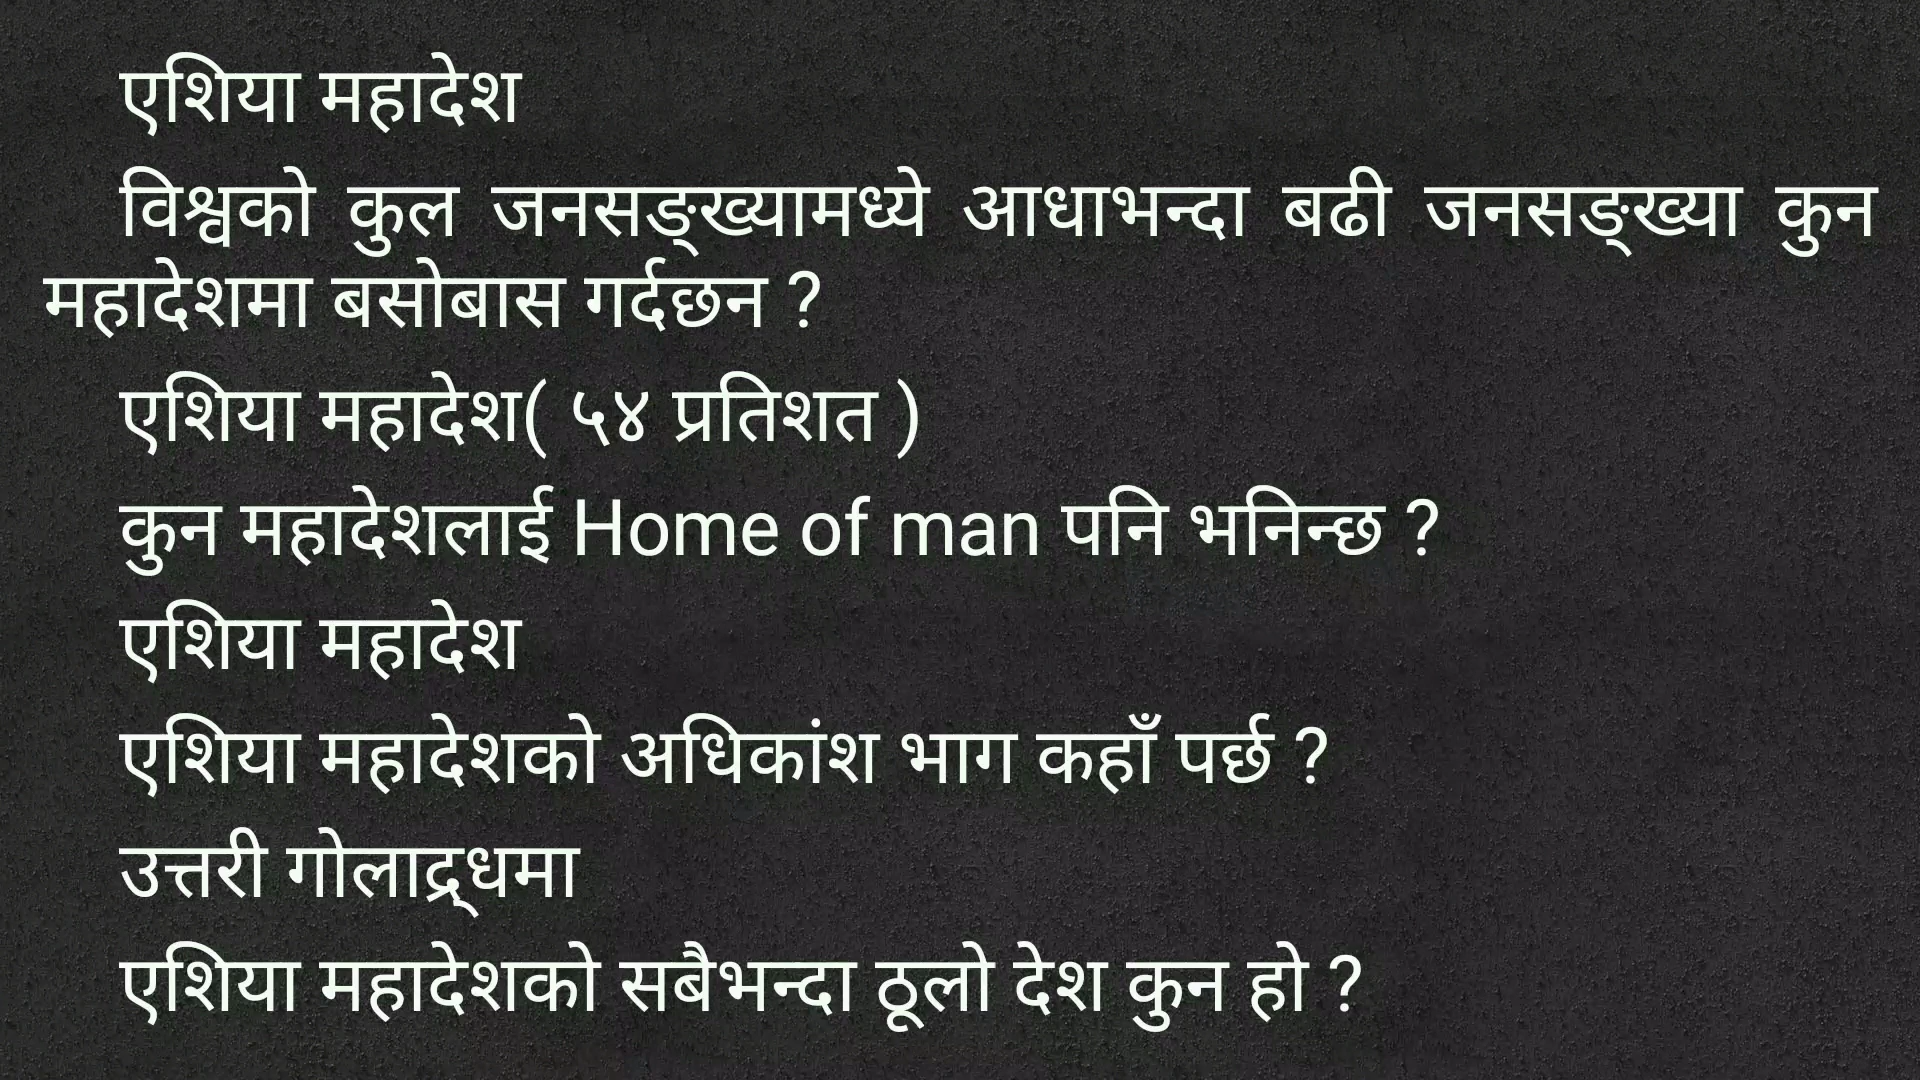 एशिया महादेश
विश्वको कुल जनसङ्ख्यामध्ये आधाभन्दा बढी जनसङ्ख्या कुन
महादेशमा बसोबास गर्दछन ?
एशिया महादेश( ५४ प्रतिशत )
कुन महादेशलाई Home of man पनि भनिन्छ ?
एशिया महादेश
एशिया महादेशको अधिकांश भाग कहाँ पर्छ ?
उत्तरी गोलाद्र्धमा
एशिया महादेशको सबैभन्दा ठूलो देश कुन हो ?